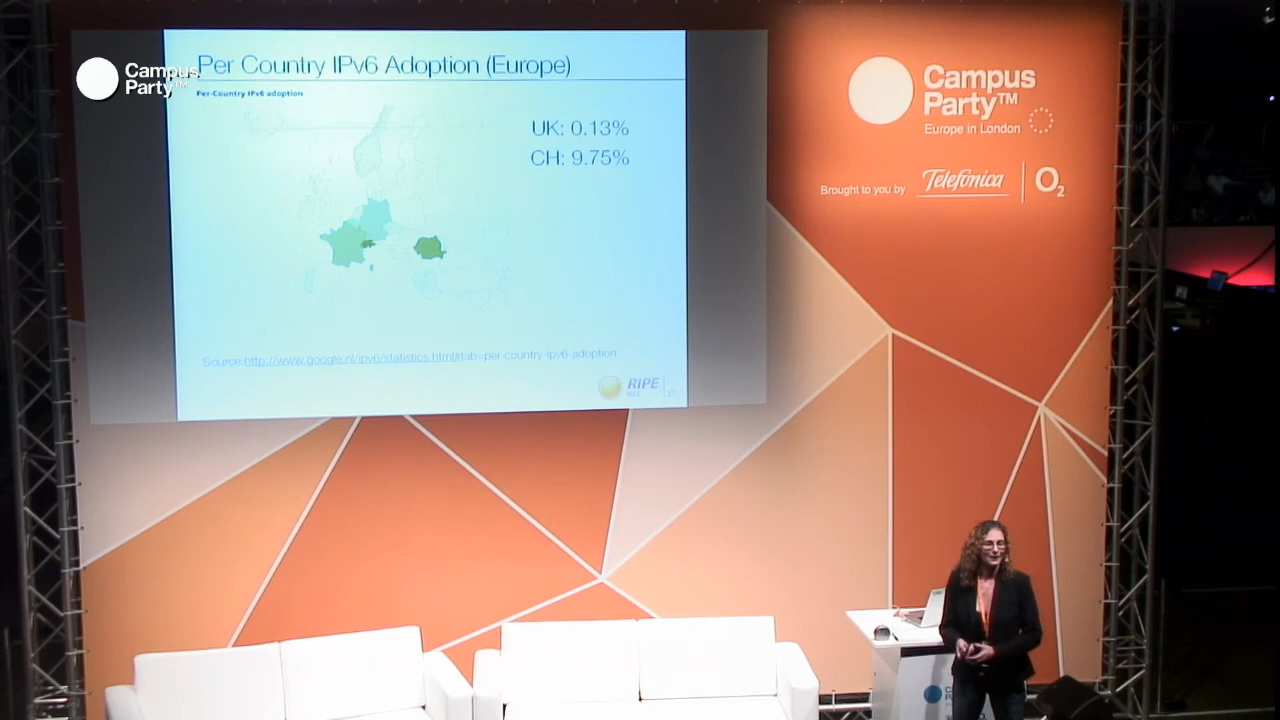 Campus
Party™
Per Country IPv6 Adoption (Europe)
Per-Country IPv6 adoption
UK: 0.13%
CH: 9.75%
Source:http://www.google.nl/ipv6/statistics.html#tab=per-country-ipv6-adoption
RIPE
NCC
Campus
Party™
Europe in London
Brought to you by Telefónica O2